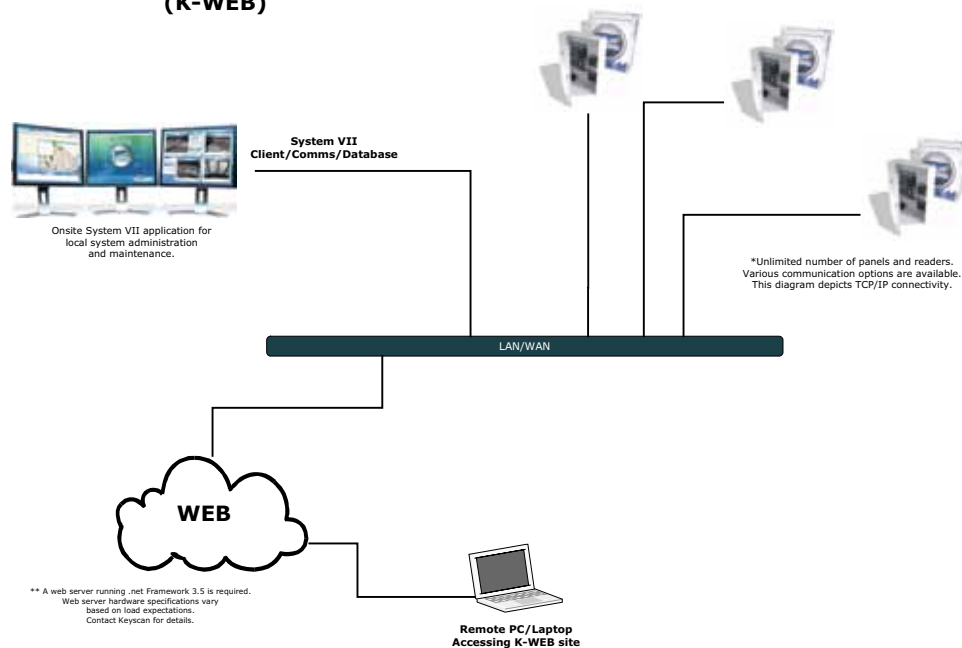 (K-WEB)
System VII
Client/Comms/Database
Onsite System VII application for
local system administration
and maintenance.
*Unlimited number of panels and readers.
Various communication options are available.
This diagram depicts TCP/IP connectivity.
LAN/WAN
WEB
** A web server running .net Framework 3.5 is required.
Web server hardware specifications vary
based on load expectations.
Contact Keyscan for details.
Remote PC/Laptop
Accessing K-WEB site